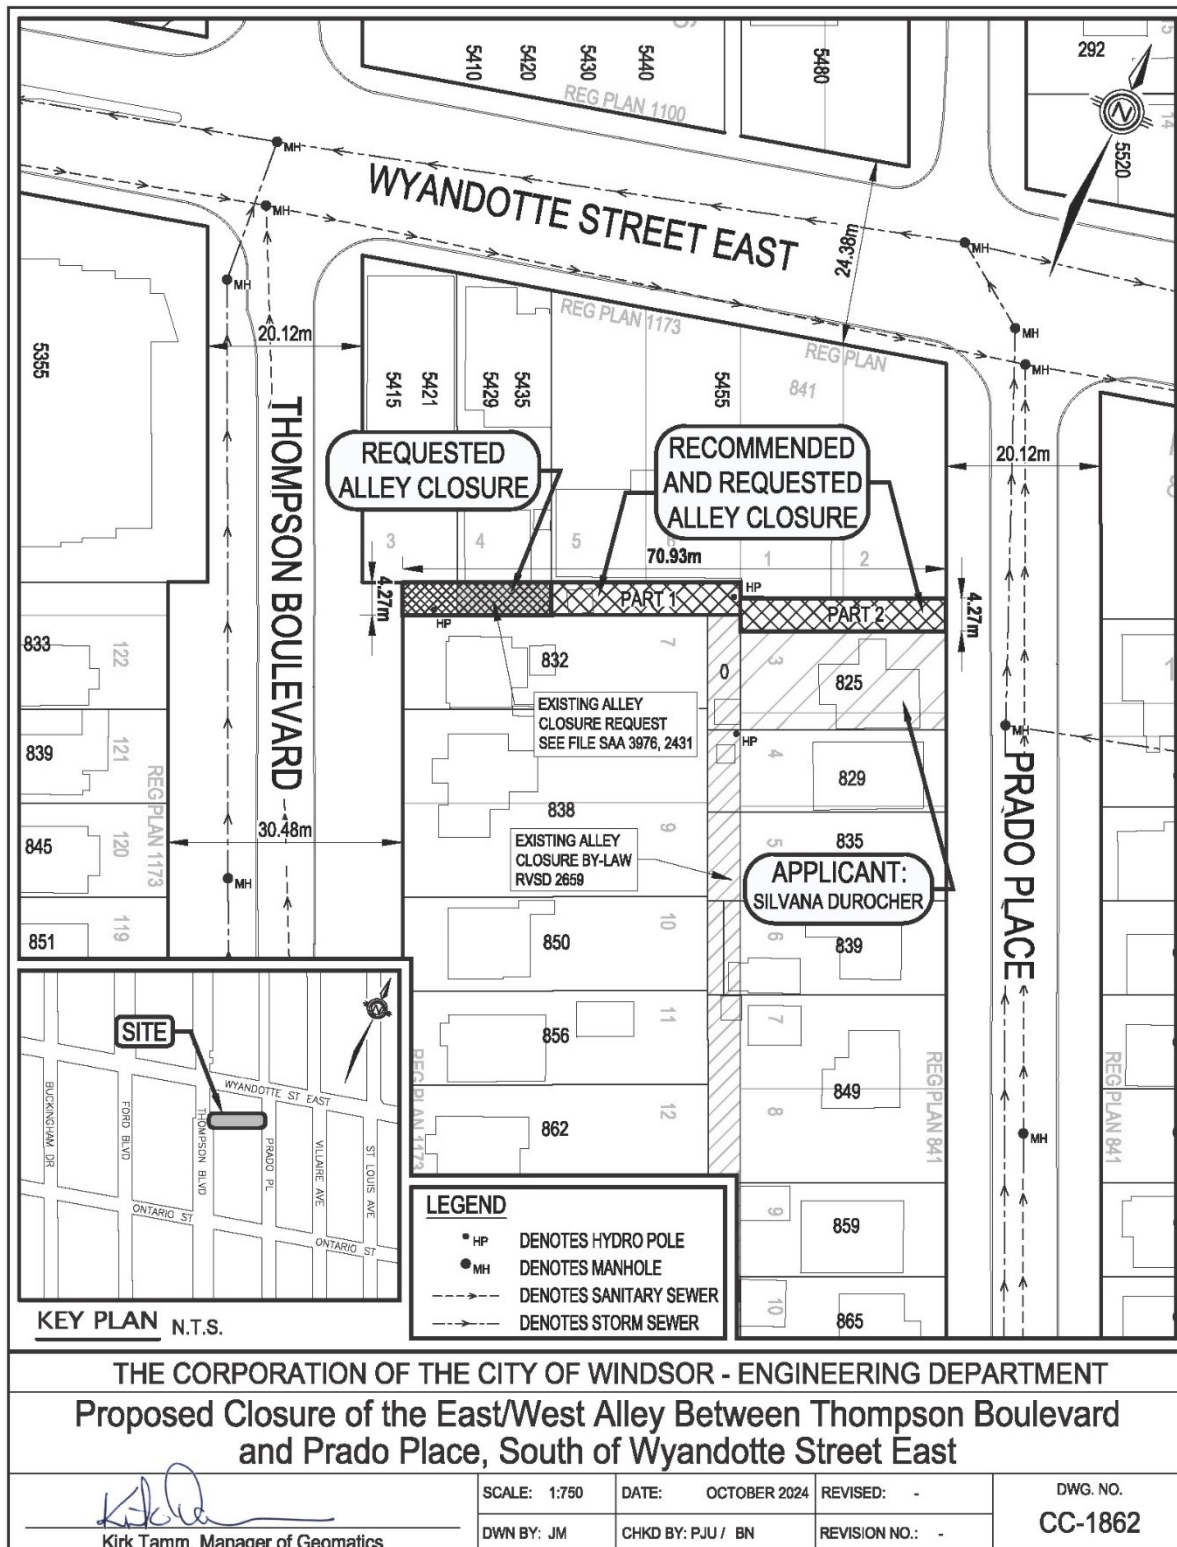 5410
5420
5430
5440
5480
REG PLAN 1100
292
14
5520
N
MH
MH
MH
WYANDOTTE STREET EAST
24.38m
MH
MH
MH
5355
20.12m
REG PLAN 1173
REG PLAN
841
5415
5421
5429
5435
5455
THOMPSON BOULEVARD
REQUESTED
ALLEY CLOSURE
RECOMMENDED
AND REQUESTED
ALLEY CLOSURE
20.12m
3
4
5
6
1
2
70.93m
HP
4.27m
PART 1
PART 2
4.27m
HP
833
122
832
7
0
3
825
EXISTING ALLEY
CLOSURE REQUEST
SEE FILE SAA 3976, 2431
HP
MH
839
121
REG PLAN 1173
4
829
PRADO PLACE
838
9
5
835
30.48m
845
120
EXISTING ALLEY
CLOSURE BY-LAW
RVSD 2659
APPLICANT:
SILVANA DUROCHER
MH
851
119
850
10
6
839
856
11
7
REG PLAN 1173
849
8
REG PLAN 841
REG PLAN 841
862
12
MH
9
859
10
865
SITE
N
WYANDOTTE ST EAST
BUCKINGHAM DR
FORD BLVD
THOMPSON BLVD
PRADO PL
VILLAIRE AVE
ST LOUIS AVE
ONTARIO ST
ONTARIO ST
KEY PLAN N.T.S.
LEGEND
HP DENOTES HYDRO POLE
MH DENOTES MANHOLE
DENOTES SANITARY SEWER
DENOTES STORM SEWER
THE CORPORATION OF THE CITY OF WINDSOR - ENGINEERING DEPARTMENT
Proposed Closure of the East/West Alley Between Thompson Boulevard
and Prado Place, South of Wyandotte Street East
Kirk Tamm, Manager of Geomatics
SCALE: 1:750
DATE: OCTOBER 2024
REVISED: -
DWG. NO.
CC-1862
DWN BY: JM
CHKD BY: PJU / BN
REVISION NO.: -